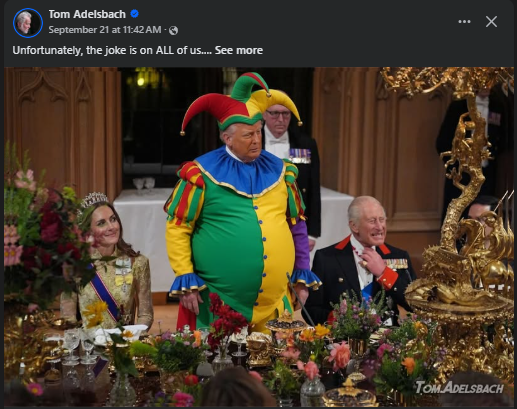 Tom Adelsbach
September 21 at 11:42 AM ·
Unfortunately, the joke is on ALL of us.... See more
TOM ADELSBACH